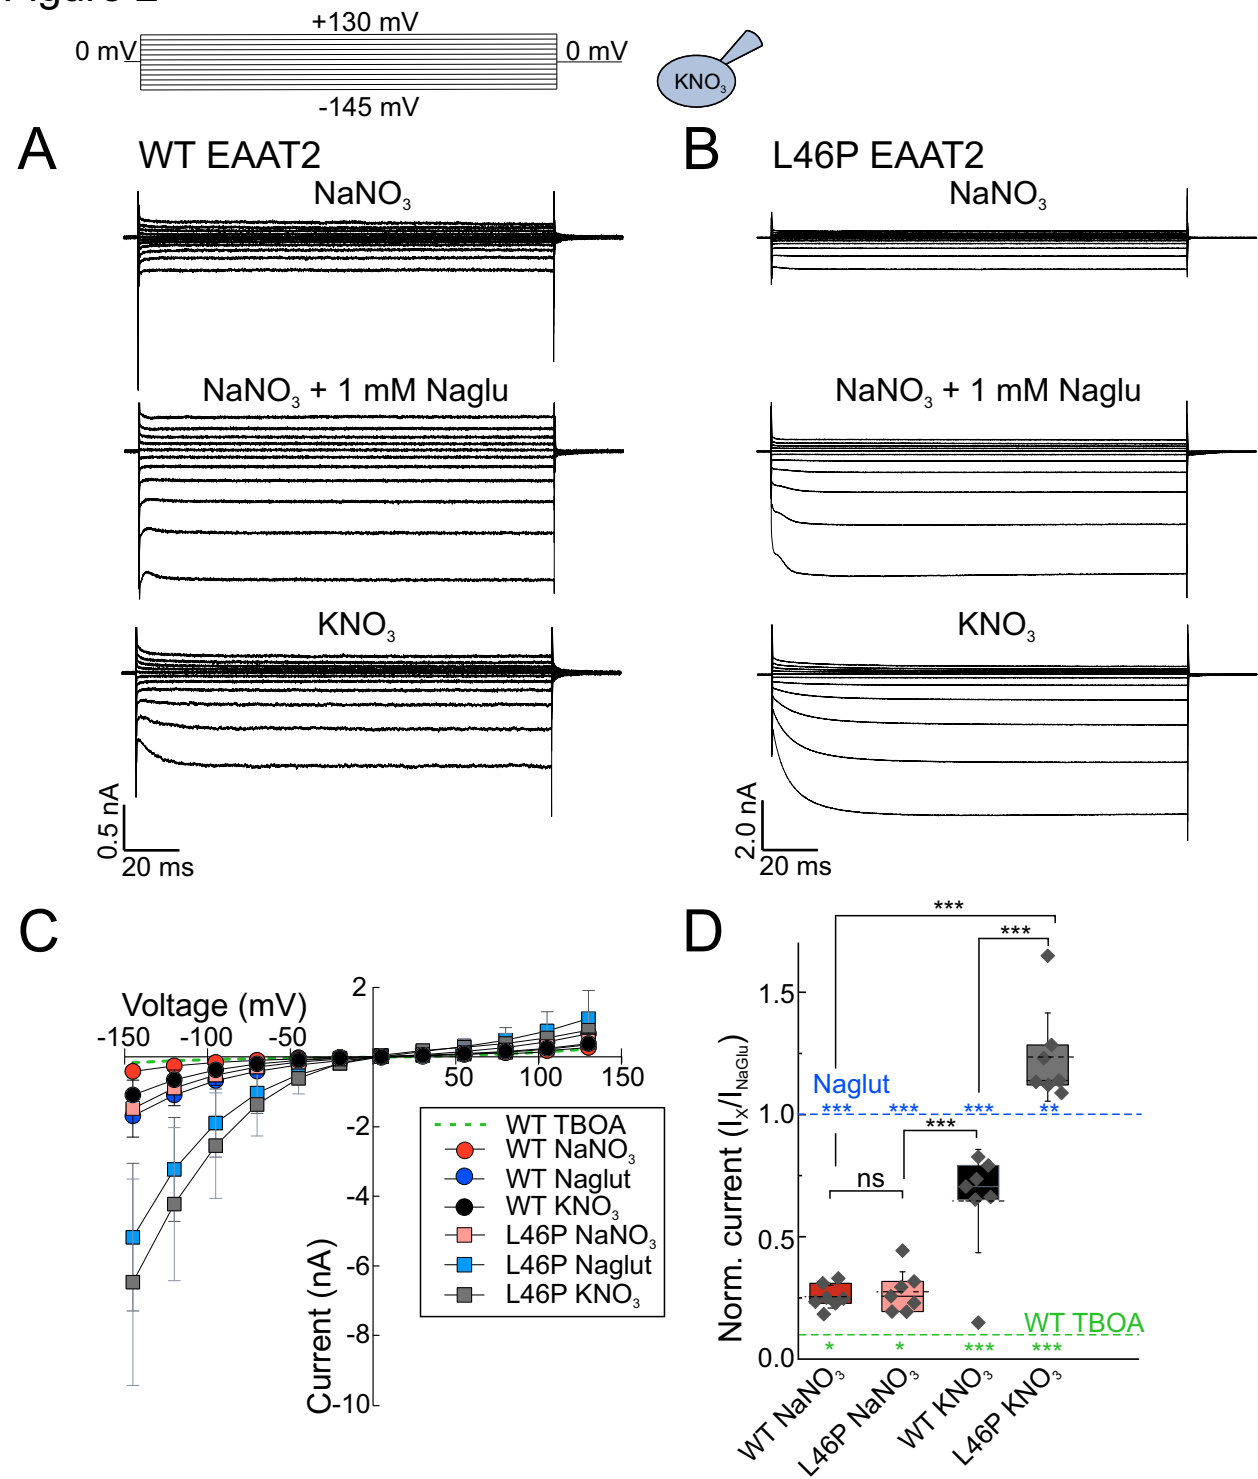 +130 mV
0 mV
0 mV
-145 mV
KNO₃
A
WT EAAT2
B
L46P EAAT2
NaNO₃
NaNO₃
NaNO₃ + 1 mM Naglu
NaNO₃ + 1 mM Naglu
KNO₃
KNO₃
0.5 nA
20 ms
2.0 nA
20 ms
C
Voltage (mV)
-150
-100
-50
50
100
150
2
-2
-4
-6
-8
-10
Current (nA)
WT TBOA
WT NaNO₃
WT Naglut
WT KNO₃
L46P NaNO₃
L46P Naglut
L46P KNO₃
D
***
***
1.5
Naglut
*** *** *** **
1.0
***
ns
0.5
WT TBOA
* * *** ***
0.0
Norm. current (Iₓ/I_NaGlu)
WT NaNO₃
L46P NaNO₃
WT KNO₃
L46P KNO₃